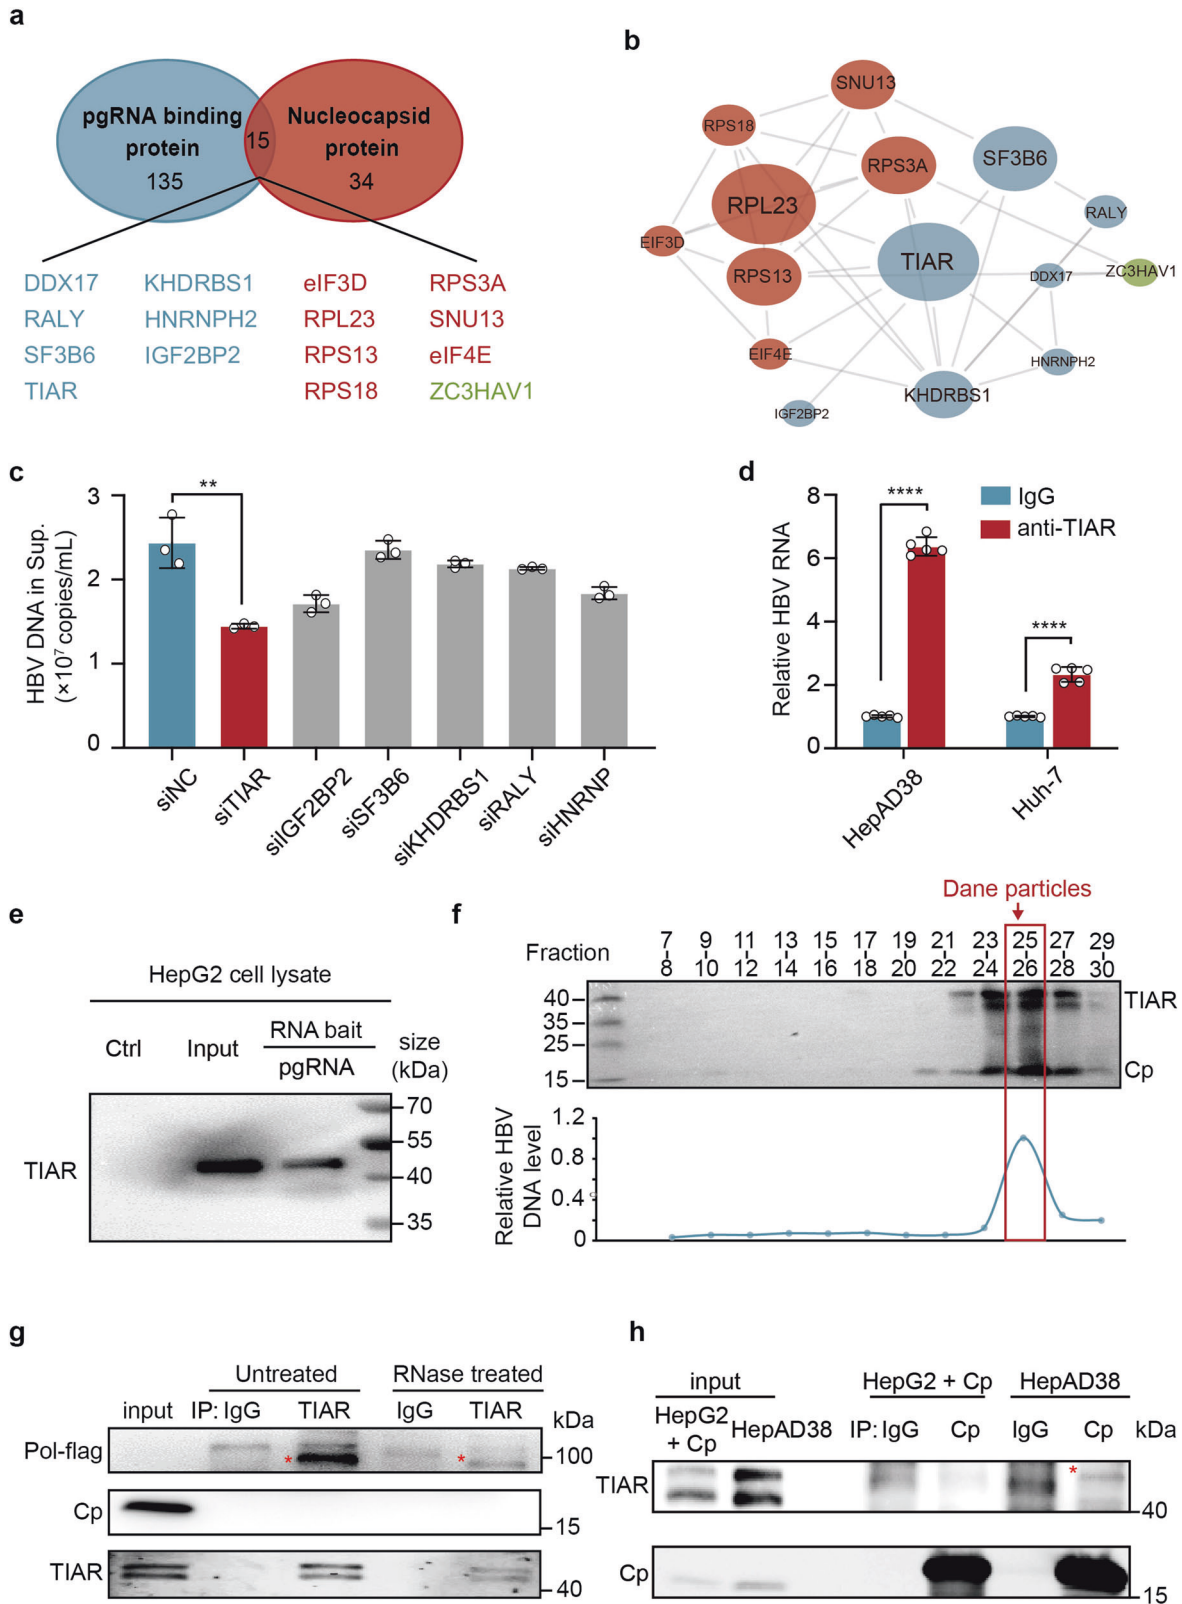 a
pgRNA binding
protein
135
15
Nucleocapsid
protein
34
DDX17 KHDRBS1 eIF3D RPS3A
RALY HNRNPH2 RPL23 SNU13
SF3B6 IGF2BP2 RPS13 eIF4E
TIAR RPS18 ZC3HAV1
b
SNU13
RPS18
RPS3A
SF3B6
RPL23
RALY
EIF3D
TIAR
RPS13
DDX17
ZC3HAV1
EIF4E
HNRNPH2
KHDRBS1
IGF2BP2
c
HBV DNA in Sup.
(×10⁷ copies/mL)
3
2
1
0
**
siNC
siTIAR
siIGF2BP2
siSF3B6
siKHDRBS1
siRALY
siHNRNP
d
Relative HBV RNA
8
6
4
2
0
****
****
IgG
anti-TIAR
HepAD38
Huh-7
e
HepG2 cell lysate
Ctrl Input RNA bait
pgRNA
size
(kDa)
TIAR
70
55
40
35
f
Dane particles
Fraction
7 9 11 13 15 17 19 21 23 25 27 29
8 10 12 14 16 18 20 22 24 26 28 30
40
35
25
15
TIAR
Cp
Relative HBV
DNA level
1.2
0.8
0.4
0
g
Untreated RNase treated
input IP: IgG TIAR IgG TIAR kDa
Pol-flag * * 100
Cp 15
TIAR 40
h
input HepG2 + Cp HepAD38
HepG2
+ Cp HepAD38 IP: IgG Cp IgG Cp kDa
TIAR * 40
Cp 15